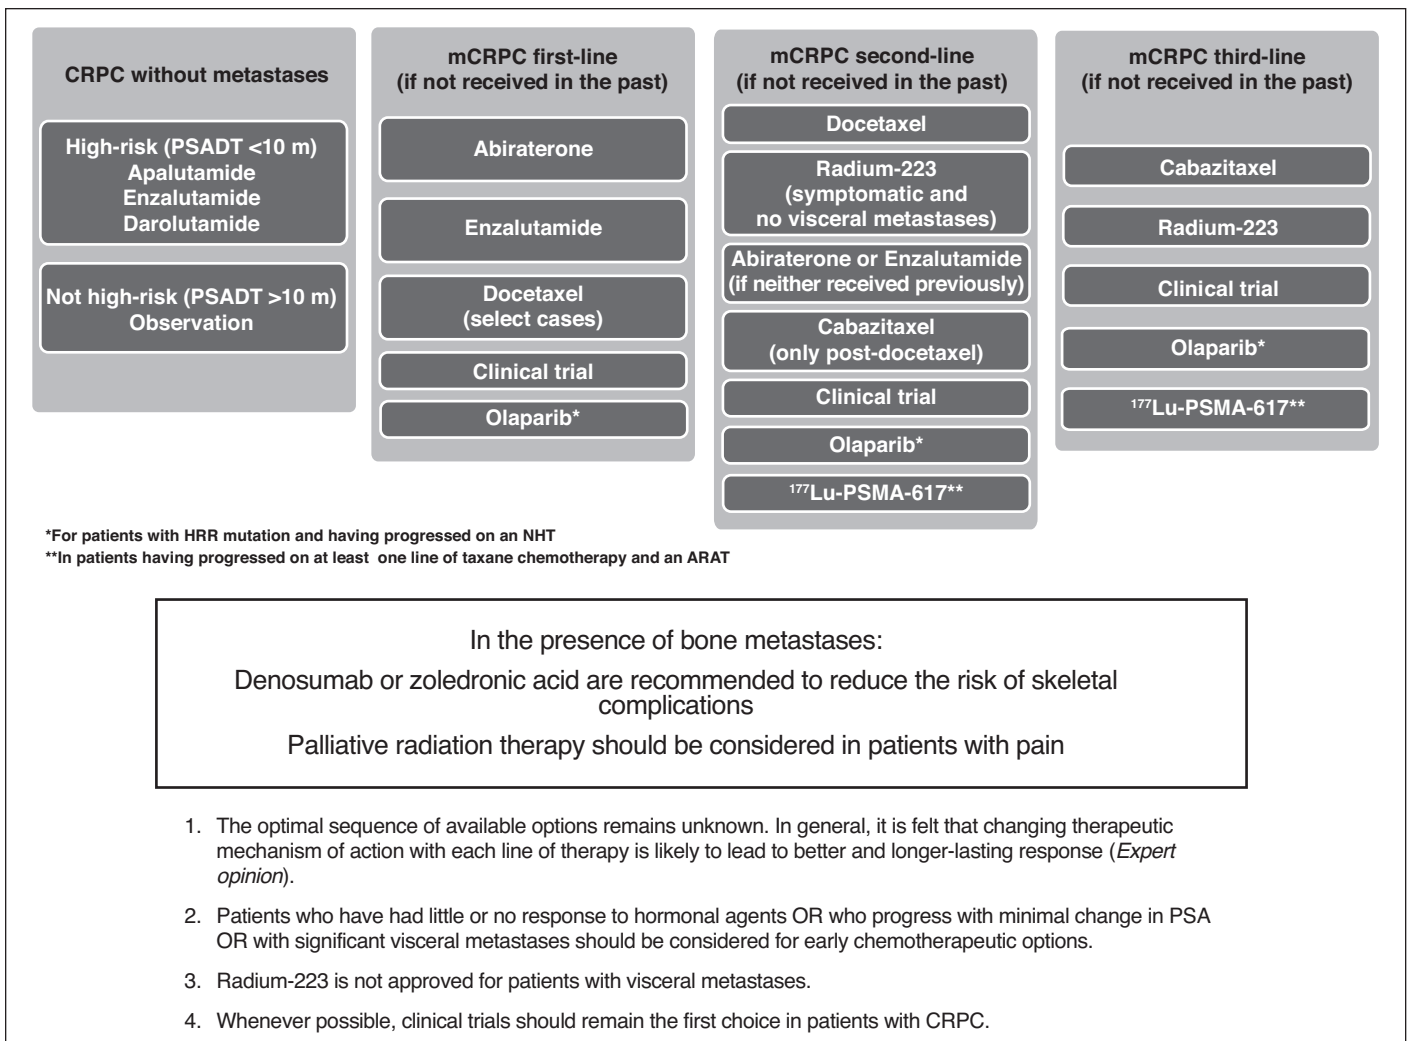 CRPC without metastases
High-risk (PSADT <10 m)
Apalutamide
Enzalutamide
Darolutamide
Not high-risk (PSADT >10 m)
Observation
mCRPC first-line
(if not received in the past)
Abiraterone
Enzalutamide
Docetaxel
(select cases)
Clinical trial
Olaparib*
mCRPC second-line
(if not received in the past)
Docetaxel
Radium-223
(symptomatic and
no visceral metastases)
Abiraterone or Enzalutamide
(if neither received previously)
Cabazitaxel
(only post-docetaxel)
Clinical trial
Olaparib*
¹⁷⁷Lu-PSMA-617**
mCRPC third-line
(if not received in the past)
Cabazitaxel
Radium-223
Clinical trial
Olaparib*
¹⁷⁷Lu-PSMA-617**
*For patients with HRR mutation and having progressed on an NHT
**In patients having progressed on at least one line of taxane chemotherapy and an ARAT
In the presence of bone metastases:
Denosumab or zoledronic acid are recommended to reduce the risk of skeletal
complications
Palliative radiation therapy should be considered in patients with pain
1. The optimal sequence of available options remains unknown. In general, it is felt that changing therapeutic
mechanism of action with each line of therapy is likely to lead to better and longer-lasting response (Expert
opinion).
2. Patients who have had little or no response to hormonal agents OR who progress with minimal change in PSA
OR with significant visceral metastases should be considered for early chemotherapeutic options.
3. Radium-223 is not approved for patients with visceral metastases.
4. Whenever possible, clinical trials should remain the first choice in patients with CRPC.